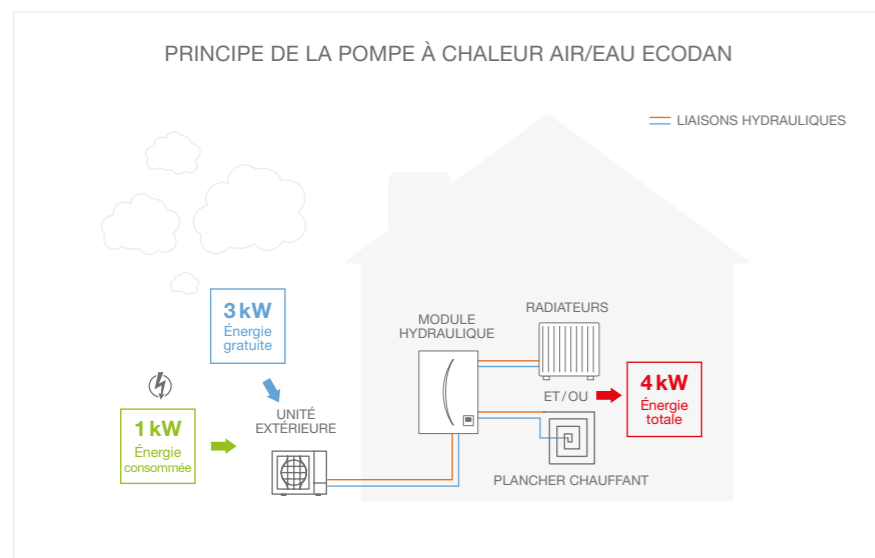 PRINCIPE DE LA POMPE À CHALEUR AIR/EAU ECODAN
LIAISONS HYDRAULIQUES
3 kW
Énergie
gratuite
MODULE
HYDRAULIQUE
RADIATEURS
ET/OU
4 kW
Énergie
totale
1 kW
Énergie
consommée
UNITÉ
EXTÉRIEURE
PLANCHER CHAUFFANT